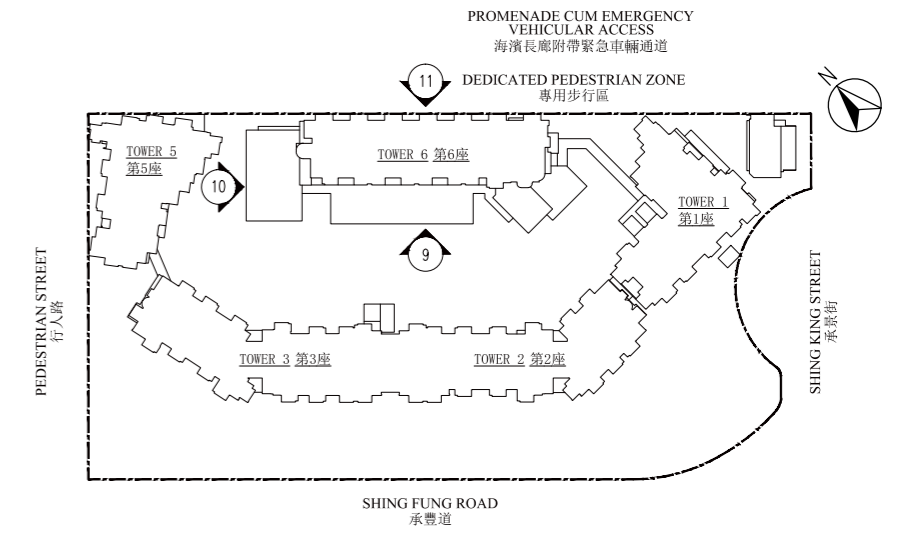 PROMENADE CUM EMERGENCY
VEHICULAR ACCESS
海濱長廊附帶緊急車輛通道
11
DEDICATED PEDESTRIAN ZONE
專用步行區
N
TOWER 5
第5座
TOWER 6 第6座
10
TOWER 1
第1座
9
PEDESTRIAN STREET
行人路
SHING KING STREET
承景街
TOWER 3 第3座
TOWER 2 第2座
SHING FUNG ROAD
承豐道